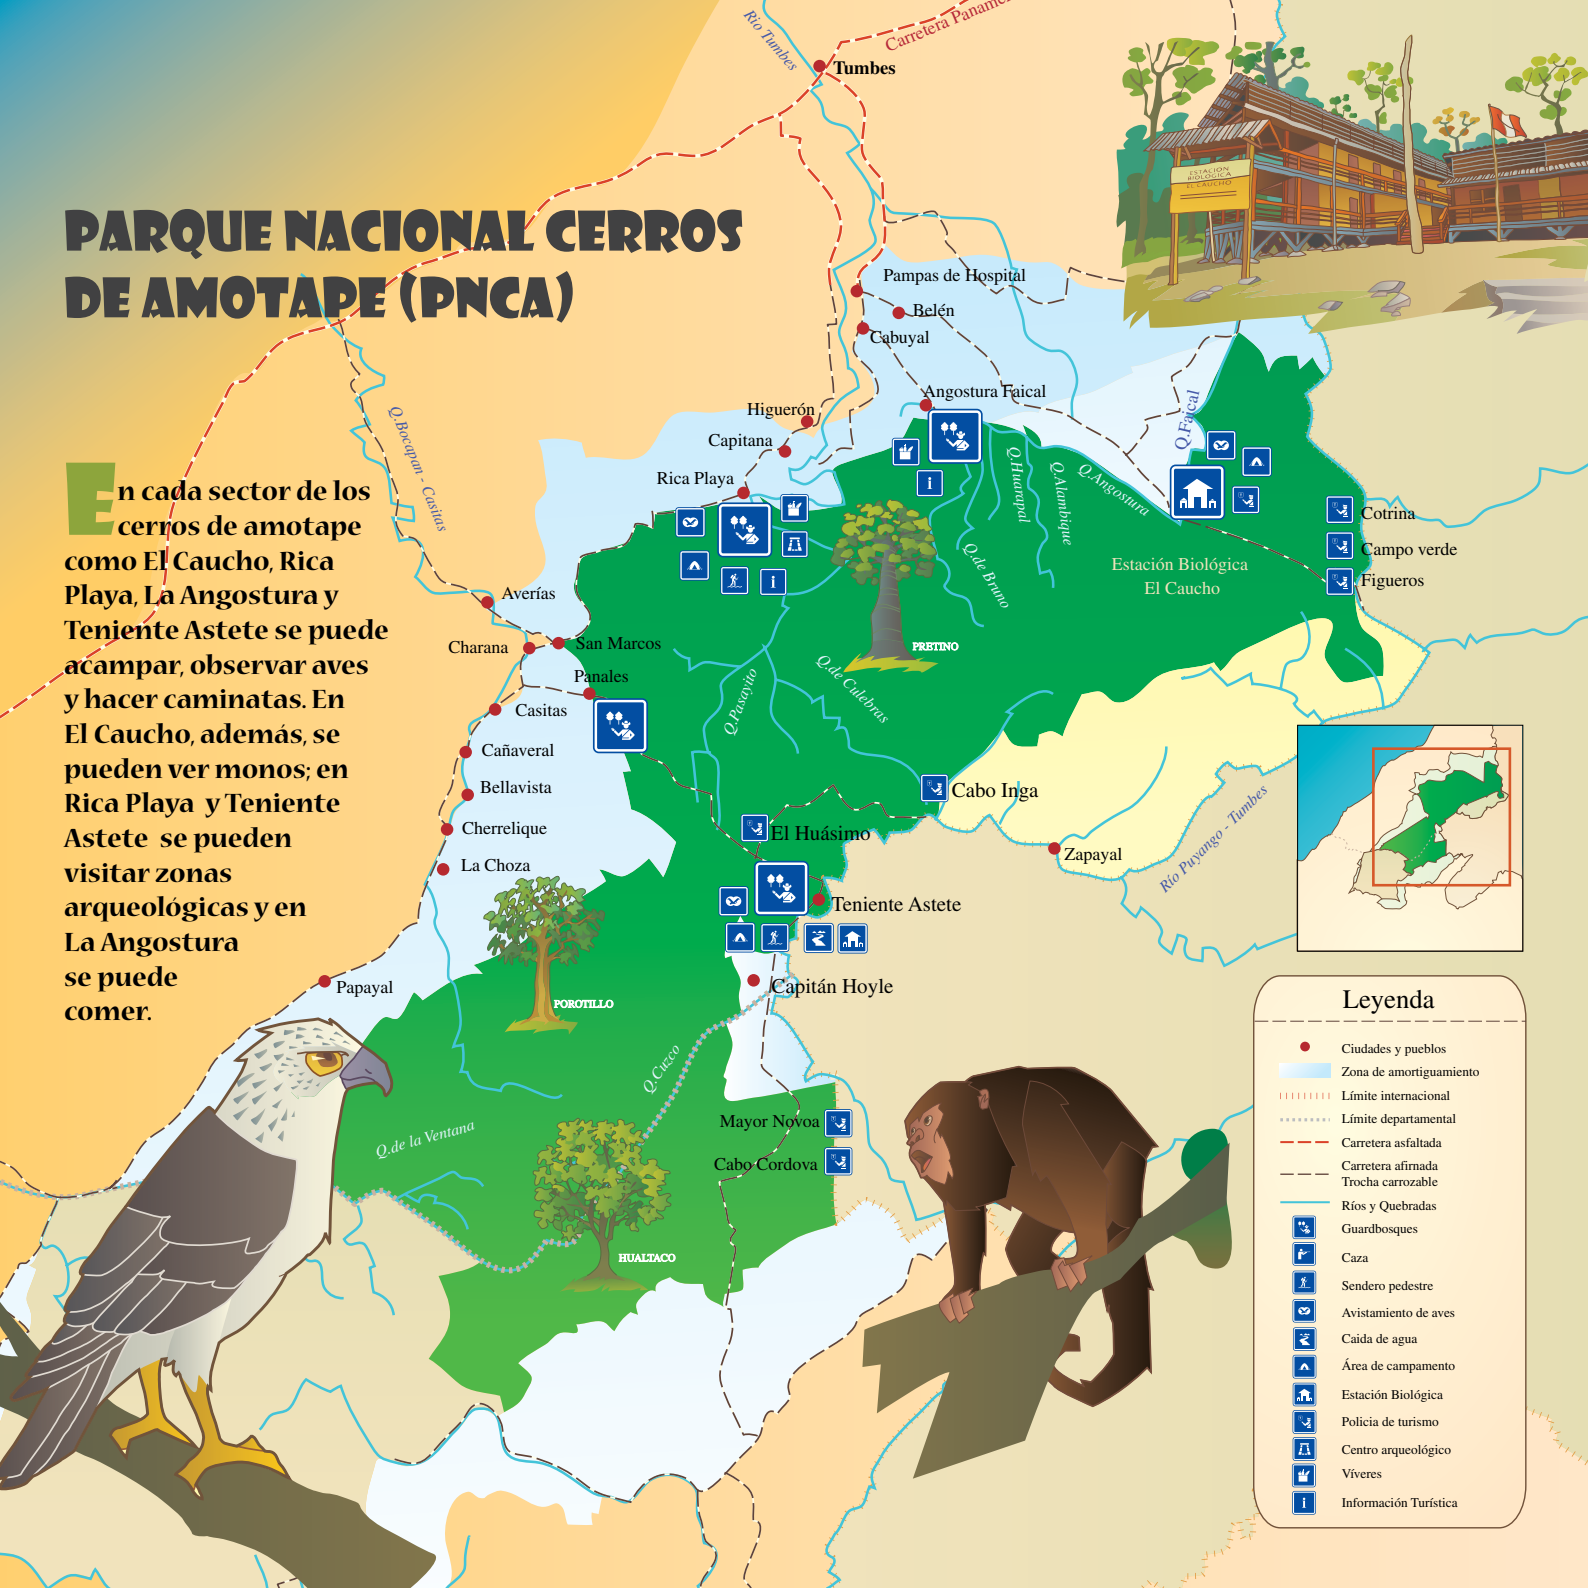 Río Tumbes
Carretera Paname
Tumbes
ESTACIÓN
BIOLÓGICA
EL CAUCHO
PARQUE NACIONAL CERROS
DE AMOTAPE (PNCA)
Pampas de Hospital
Belén
Cabuyal
Angostura Faical
Higuerón
Capitana
Rica Playa
Q.Bocapan - Casitas
Q.Faical
Q.Huarapal
Q.Alambique
Q.Angostura
Q.de Bruno
Cotrina
Campo verde
Figueros
Estación Biológica
El Caucho
En cada sector de los
cerros de amotape
como El Caucho, Rica
Playa, La Angostura y
Teniente Astete se puede
acampar, observar aves
y hacer caminatas. En
El Caucho, además, se
pueden ver monos; en
Rica Playa y Teniente
Astete se pueden
visitar zonas
arqueológicas y en
La Angostura
se puede
comer.
Averías
Charana
San Marcos
Panales
Casitas
Cañaveral
Bellavista
Cherrelique
La Choza
Papayal
PRETINO
Q.Pasayito
Q.de Culebras
Cabo Inga
El Huásimo
Zapayal
Río Puyango - Tumbes
Teniente Astete
Capitán Hoyle
POROTILLO
Q.Cuzco
Q.de la Ventana
Mayor Novoa
Cabo Cordova
HUALTACO
Leyenda
Ciudades y pueblos
Zona de amortiguamiento
Límite internacional
Límite departamental
Carretera asfaltada
Carretera afirnada
Trocha carrozable
Ríos y Quebradas
Guardbosques
Caza
Sendero pedestre
Avistamiento de aves
Caida de agua
Área de campamento
Estación Biológica
Policia de turismo
Centro arqueológico
Víveres
Información Turística